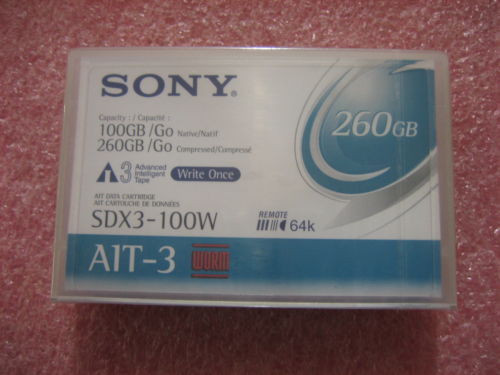 SONY®
Capacity : / Capacité :
100GB/Go Native/Natif
260GB/Go Compressed/Compressé
260GB
A3 Advanced
Intelligent
Tape
Write Once
AIT DATA CARTRIDGE
AIT CARTOUCHE DE DONNÉES
SDX3-100W
REMOTE
64k
AIT-3 WORM